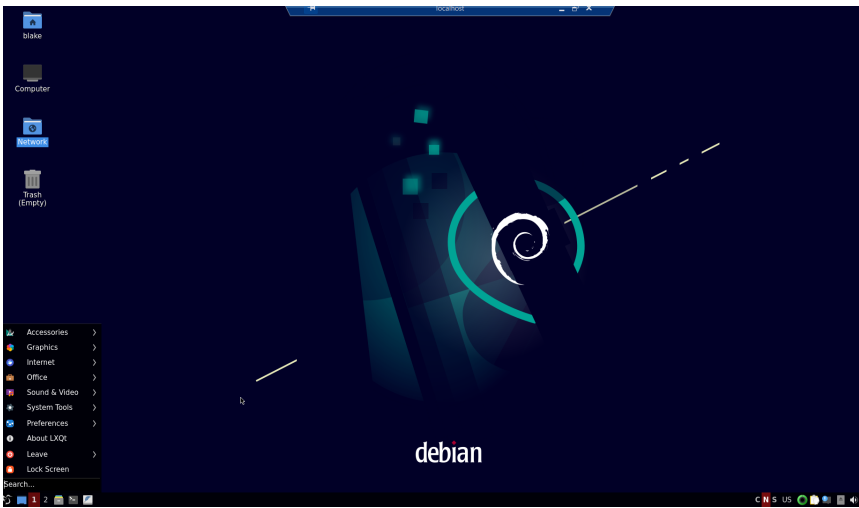 localhost
blake
Computer
Network
Trash
(Empty)
debian
Accessories
Graphics
Internet
Office
Sound & Video
System Tools
Preferences
About LXQt
Leave
Lock Screen
Search...
1 2
C N S US